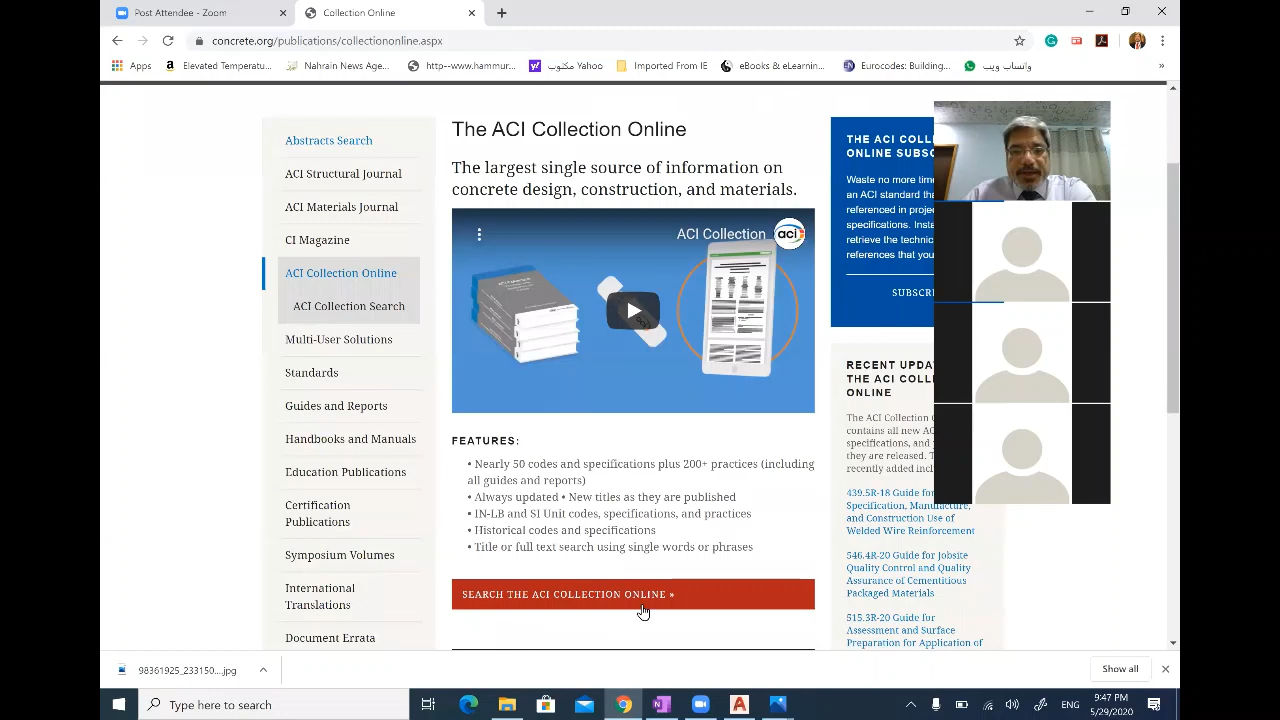 Post Attendee - Zoom
Collection Online
concrete.org/publications/collectiononline.aspx
Apps
Elevated Temperatu...
Nahrain News Age...
http--www.hammur...
Yahoo مكتوب
Imported From IE
eBooks & eLearnin...
Eurocodes: Building...
واتساب ويب
»
Abstracts Search
ACI Structural Journal
ACI Materials Journal
CI Magazine
ACI Collection Online
ACI Collection Search
Multi-User Solutions
Standards
Guides and Reports
Handbooks and Manuals
Education Publications
Certification
Publications
Symposium Volumes
International
Translations
Document Errata
The ACI Collection Online
The largest single source of information on
concrete design, construction, and materials.
ACI Collection
aci
FEATURES:
• Nearly 50 codes and specifications plus 200+ practices (including
all guides and reports)
• Always updated • New titles as they are published
• IN-LB and SI Unit codes, specifications, and practices
• Historical codes and specifications
• Title or full text search using single words or phrases
SEARCH THE ACI COLLECTION ONLINE »
THE ACI COLL
ONLINE SUBSC
Waste no more time
an ACI standard tha
referenced in projec
specifications. Insta
retrieve the technic
references that you
SUBSCRI
RECENT UPDA
THE ACI COLL
ONLINE
The ACI Collection O
contains all new AC
specifications, and
they are released. T
recently added incl
439.5R-18 Guide for
Specification, Manufacture,
and Construction Use of
Welded Wire Reinforcement
546.4R-20 Guide for Jobsite
Quality Control and Quality
Assurance of Cementitious
Packaged Materials
515.3R-20 Guide for
Assessment and Surface
Preparation for Application of
98361925_233150....jpg
Show all
Type here to search
ENG
9:47 PM
5/29/2020